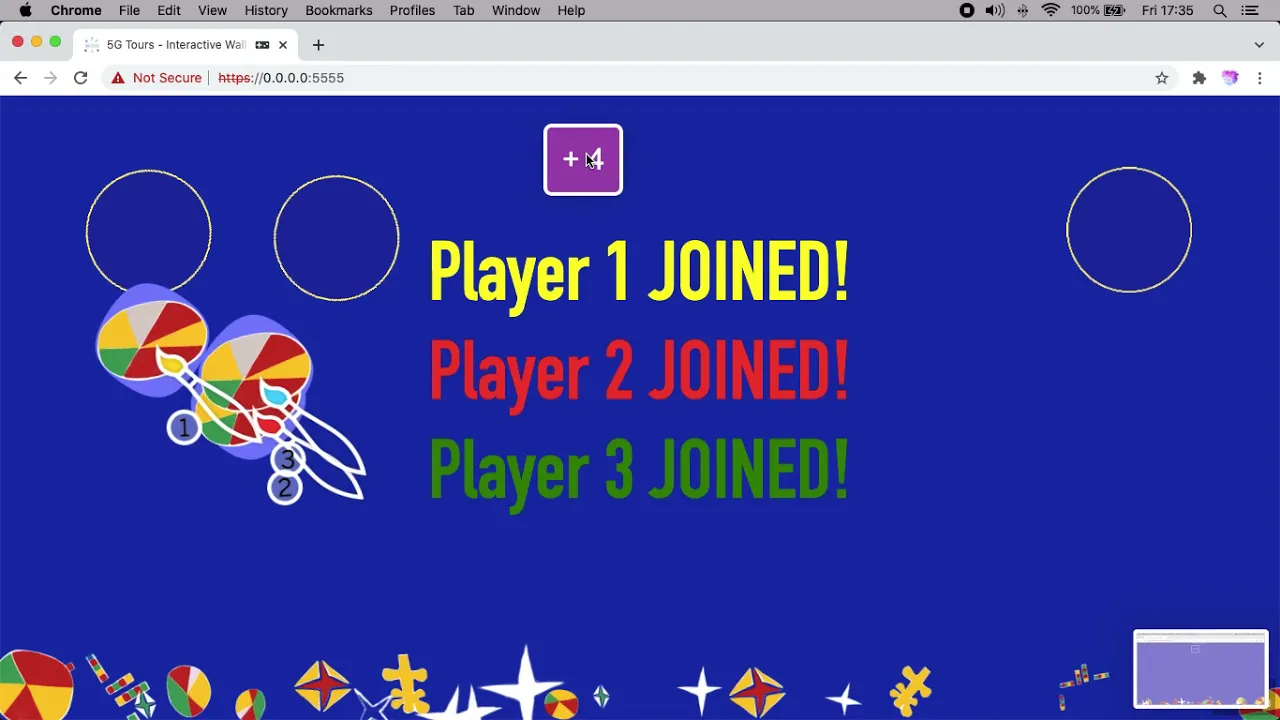 Chrome File Edit View History Bookmarks Profiles Tab Window Help 100% Fri 17:35
5G Tours - Interactive Wall
Not Secure https://0.0.0.0:5555
+ 4
Player 1 JOINED!
Player 2 JOINED!
Player 3 JOINED!
1
3
2